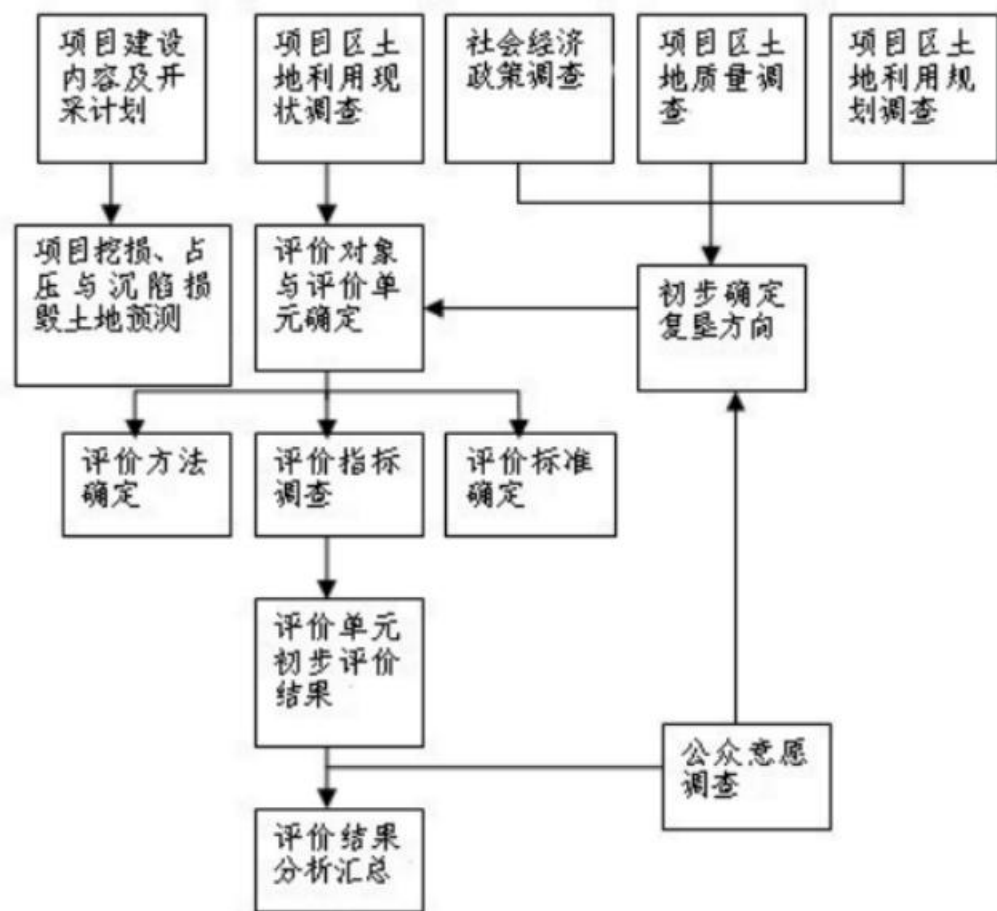 项目建设
内容及开
采计划
项目区土
地利用现
状调查
社会经济
政策调查
项目区土
地质量调
查
项目区土
地利用规
划调查
项目挖损、占
压与沉陷损
毁土地预测
评价对象
与评价单
元确定
初步确定
复垦方向
评价方法
确定
评价指标
调查
评价标准
确定
评价单元
初步评价
结果
公众意愿
调查
评价结果
分析汇总